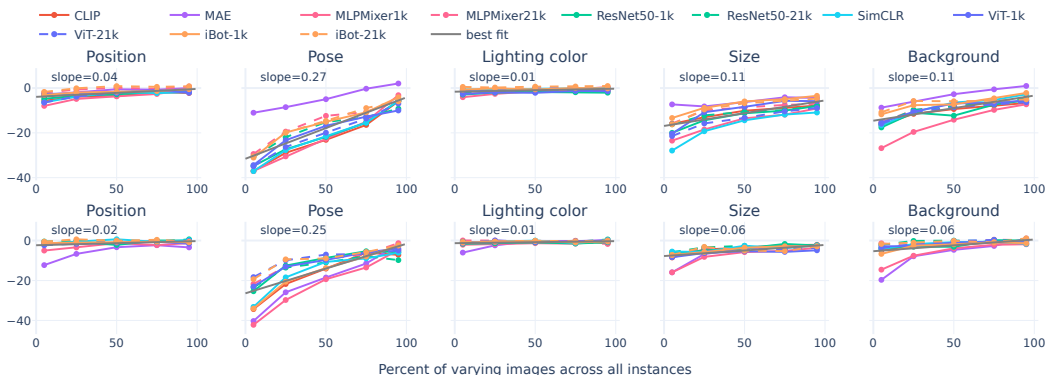 CLIP MAE MLPMixer1k MLPMixer21k ResNet50-1k ResNet50-21k SimCLR ViT-1k
ViT-21k iBot-1k iBot-21k best fit
Position Pose Lighting color Size Background
slope=0.04 slope=0.27 slope=0.01 slope=0.11 slope=0.11
0
−20
−40
0 50 100 0 50 100 0 50 100 0 50 100 0 50 100
Position Pose Lighting color Size Background
slope=0.02 slope=0.25 slope=0.01 slope=0.06 slope=0.06
0
−20
−40
0 50 100 0 50 100 0 50 100 0 50 100 0 50 100
Percent of varying images across all instances